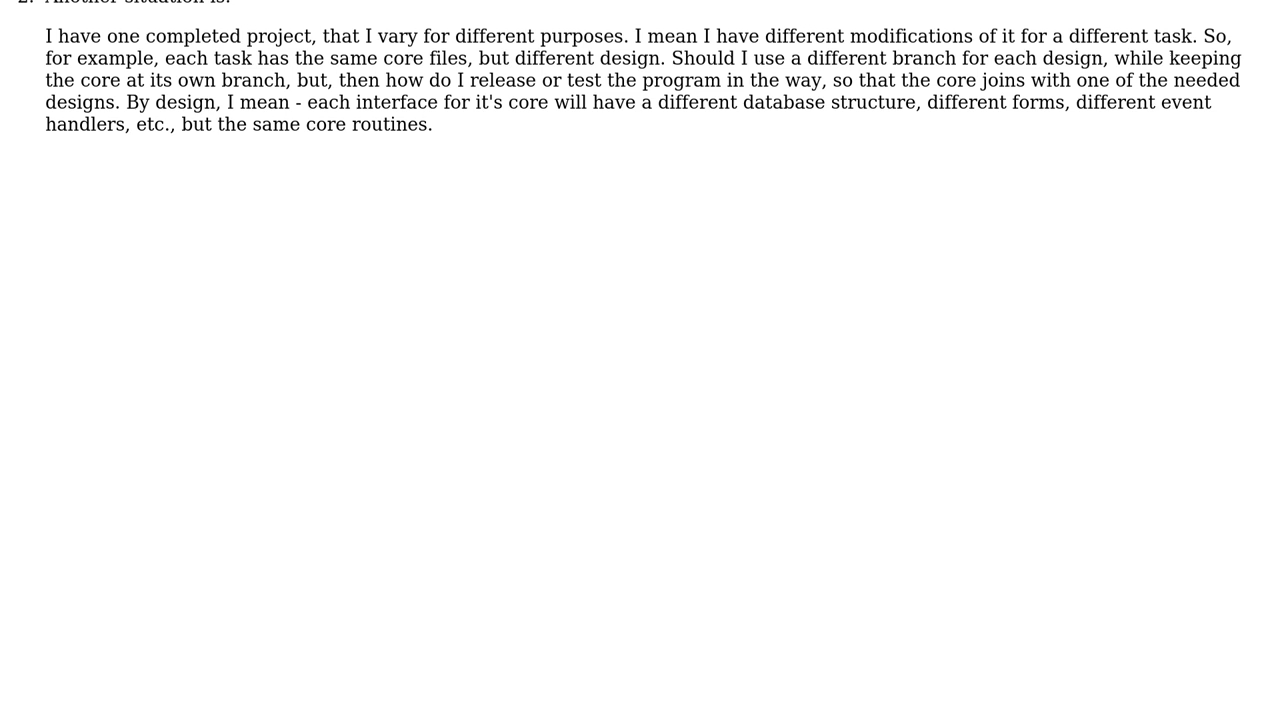 2. Another situation is:
I have one completed project, that I vary for different purposes. I mean I have different modifications of it for a different task. So,
for example, each task has the same core files, but different design. Should I use a different branch for each design, while keeping
the core at its own branch, but, then how do I release or test the program in the way, so that the core joins with one of the needed
designs. By design, I mean - each interface for it's core will have a different database structure, different forms, different event
handlers, etc., but the same core routines.